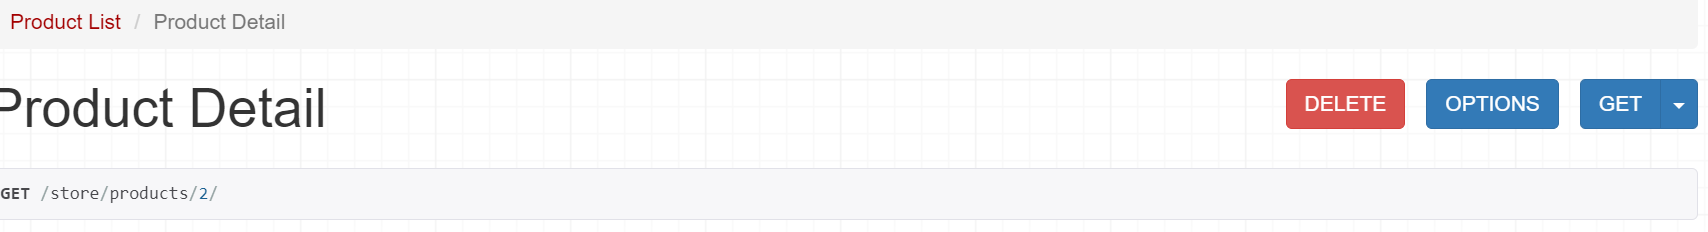 Product List / Product Detail
Product Detail
DELETE OPTIONS GET
GET /store/products/2/